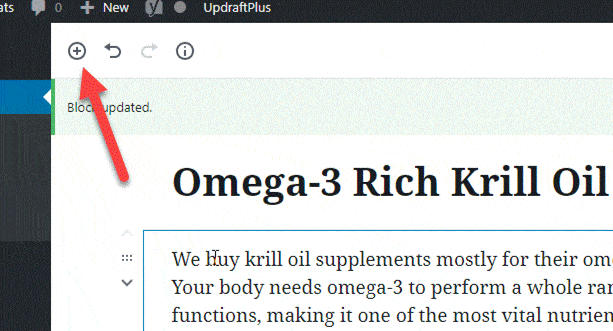 ats 0 New UpdraftPlus
Block updated.
Omega-3 Rich Krill Oil
We buy krill oil supplements mostly for their ome
Your body needs omega-3 to perform a whole ran
functions, making it one of the most vital nutrien